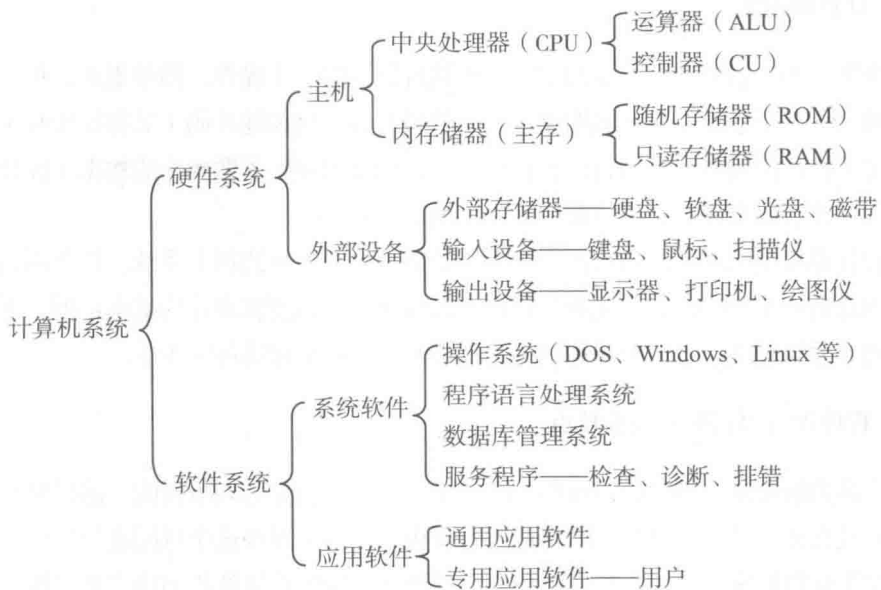 中央处理器（CPU）
运算器（ALU）
控制器（CU）
主机
内存储器（主存）
随机存储器（ROM）
只读存储器（RAM）
硬件系统
外部设备
外部存储器——硬盘、软盘、光盘、磁带
输入设备——键盘、鼠标、扫描仪
输出设备——显示器、打印机、绘图仪
计算机系统
系统软件
操作系统（DOS、Windows、Linux 等）
程序语言处理系统
数据库管理系统
服务程序——检查、诊断、排错
软件系统
应用软件
通用应用软件
专用应用软件——用户